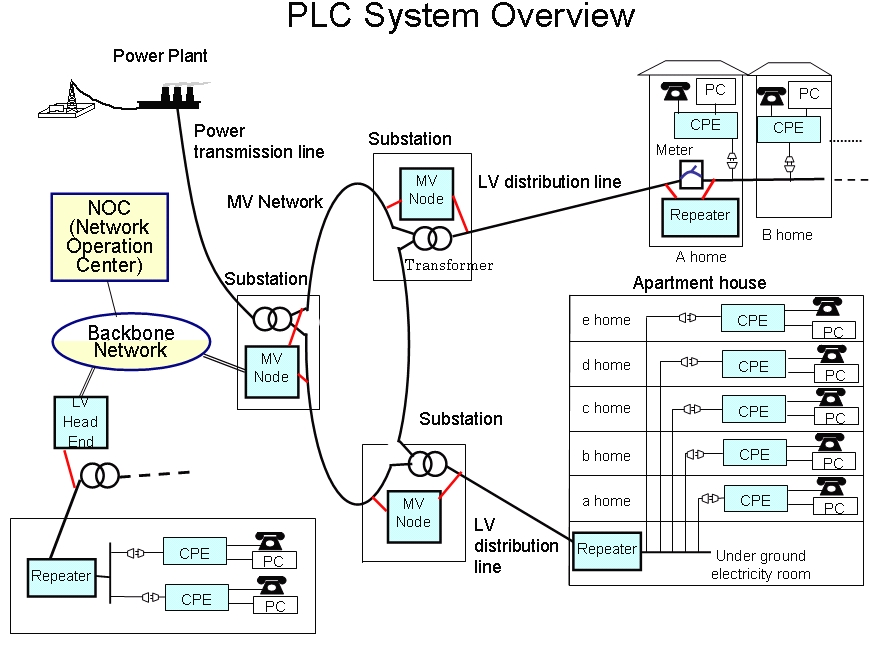 PLC System Overview
Power Plant
Power
transmission line
Substation
MV
Node
LV distribution line
MV Network
Transformer
PC
CPE
Meter
Repeater
A home
PC
CPE
B home
NOC
(Network
Operation
Center)
Backbone
Network
Substation
MV
Node
LV
Head
End
Repeater
CPE
PC
CPE
PC
Substation
MV
Node
LV
distribution
line
Apartment house
e home
CPE
PC
d home
CPE
PC
c home
CPE
PC
b home
CPE
PC
a home
CPE
PC
Repeater
Under ground
electricity room